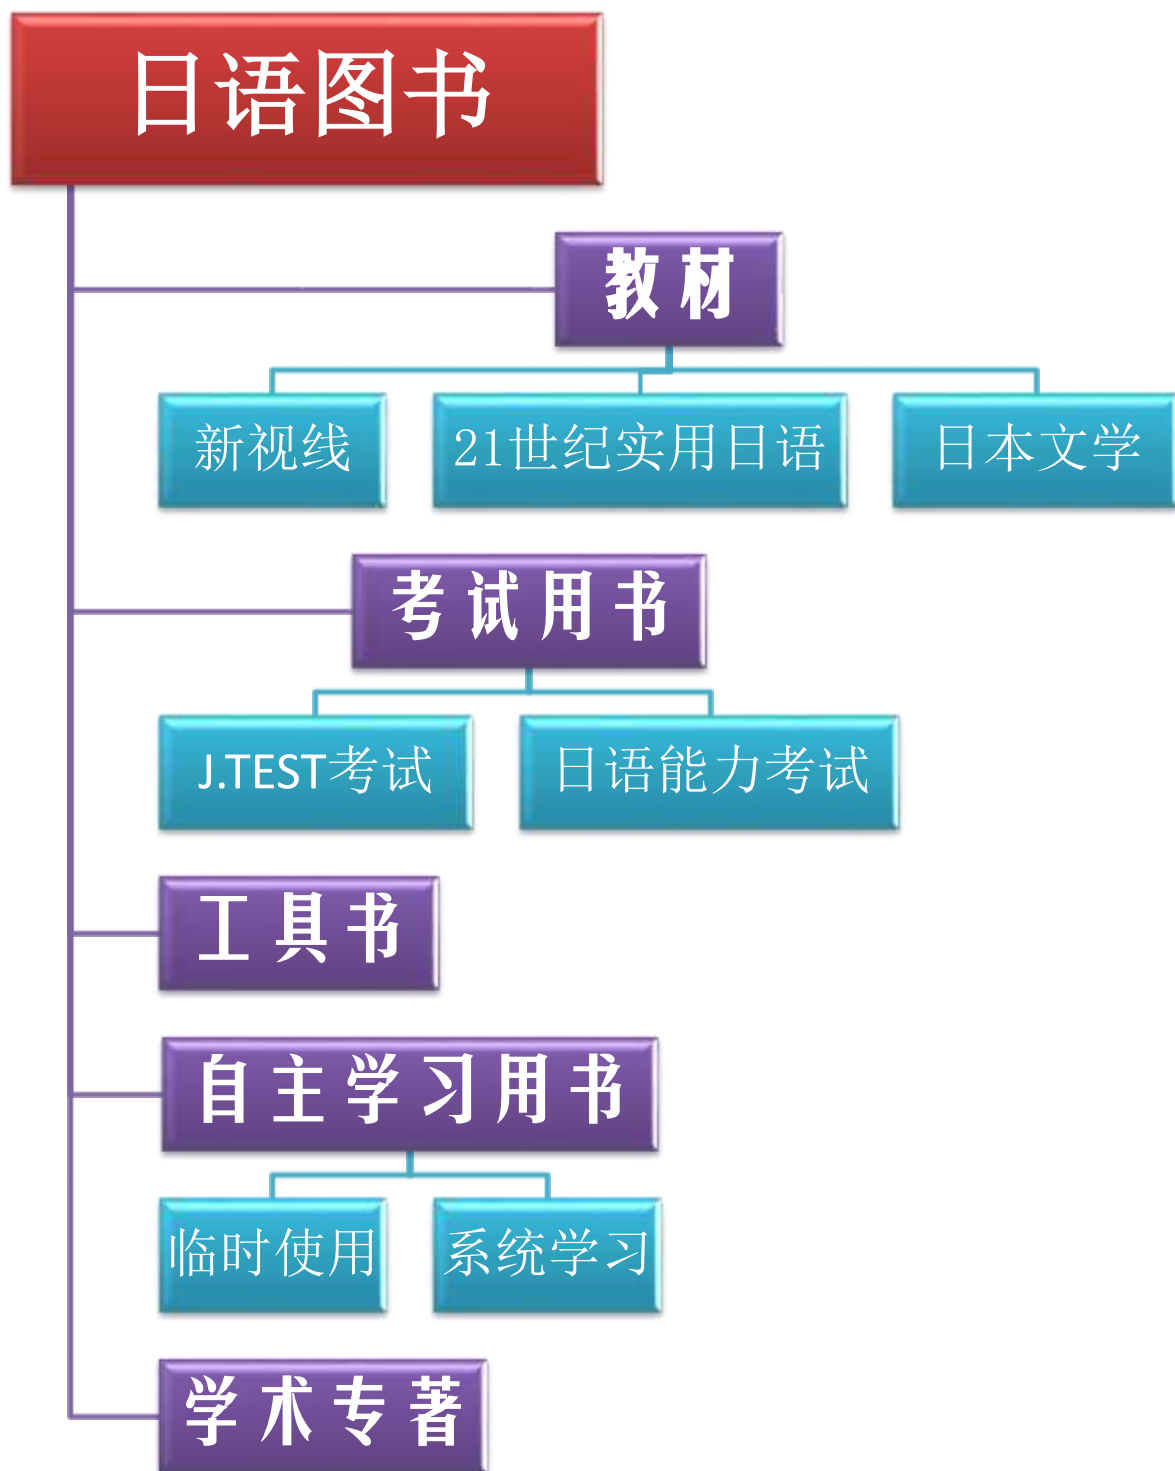 日语图书
教材
新视线
21世纪实用日语
日本文学
考试用书
J.TEST考试
日语能力考试
工具书
自主学习用书
临时使用
系统学习
学术专著